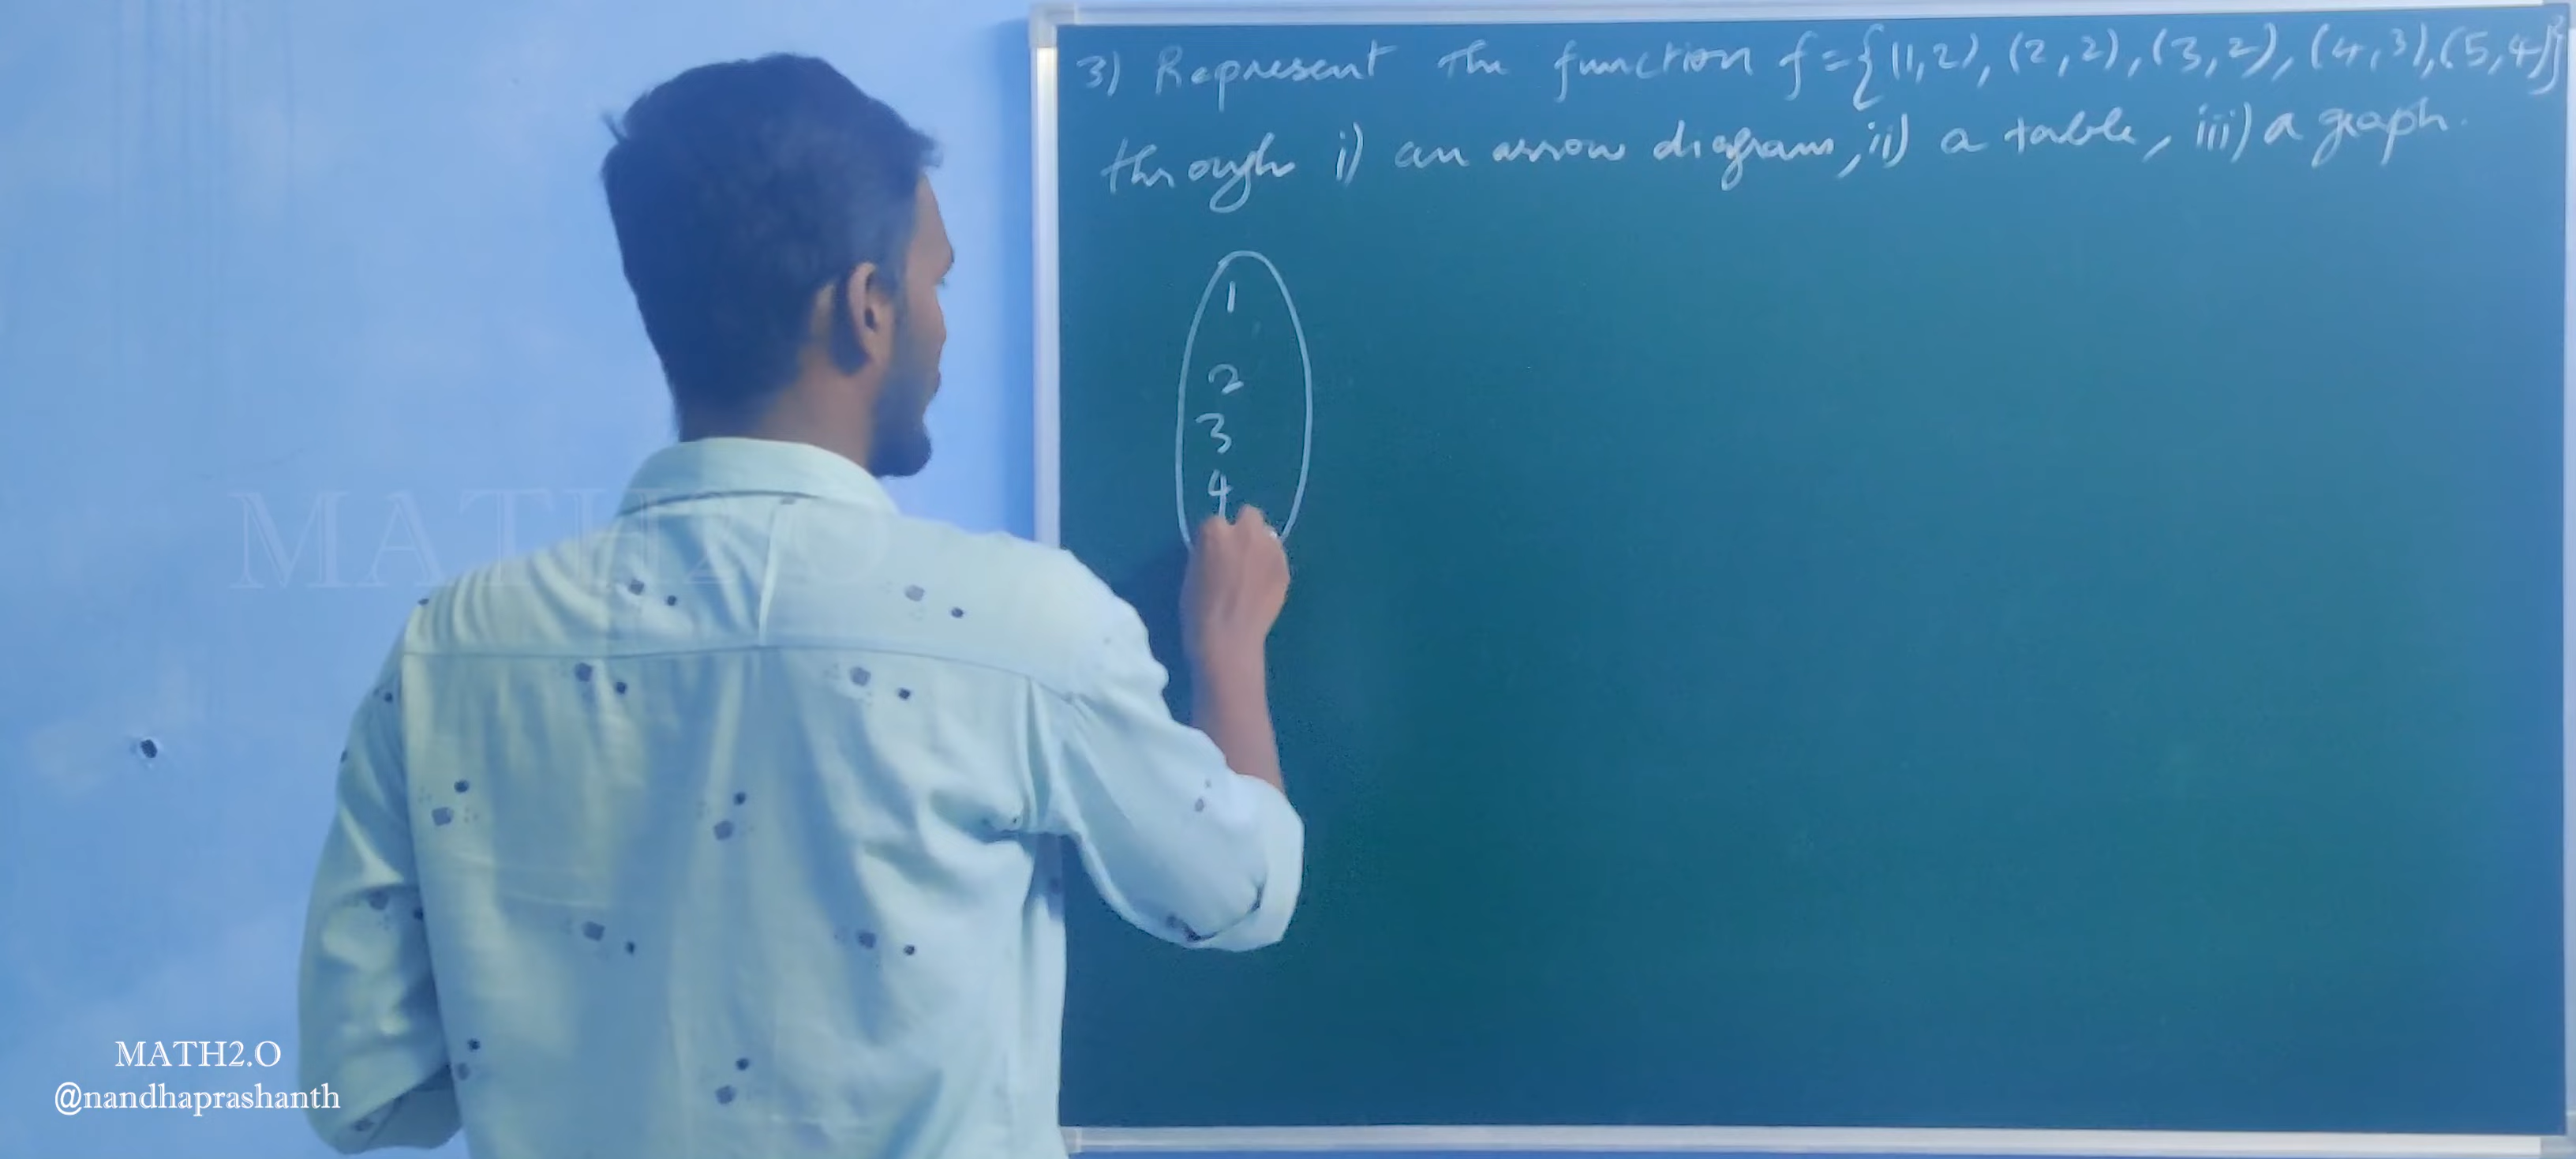 3) Represent the function f={(1,2), (2,2), (3,2), (4,3),(5,4)}
through i) an arrow diagram, ii) a table, iii) a graph.
1
2
3
4
MATH2.O
MATH2.O
@nandhaprashanth